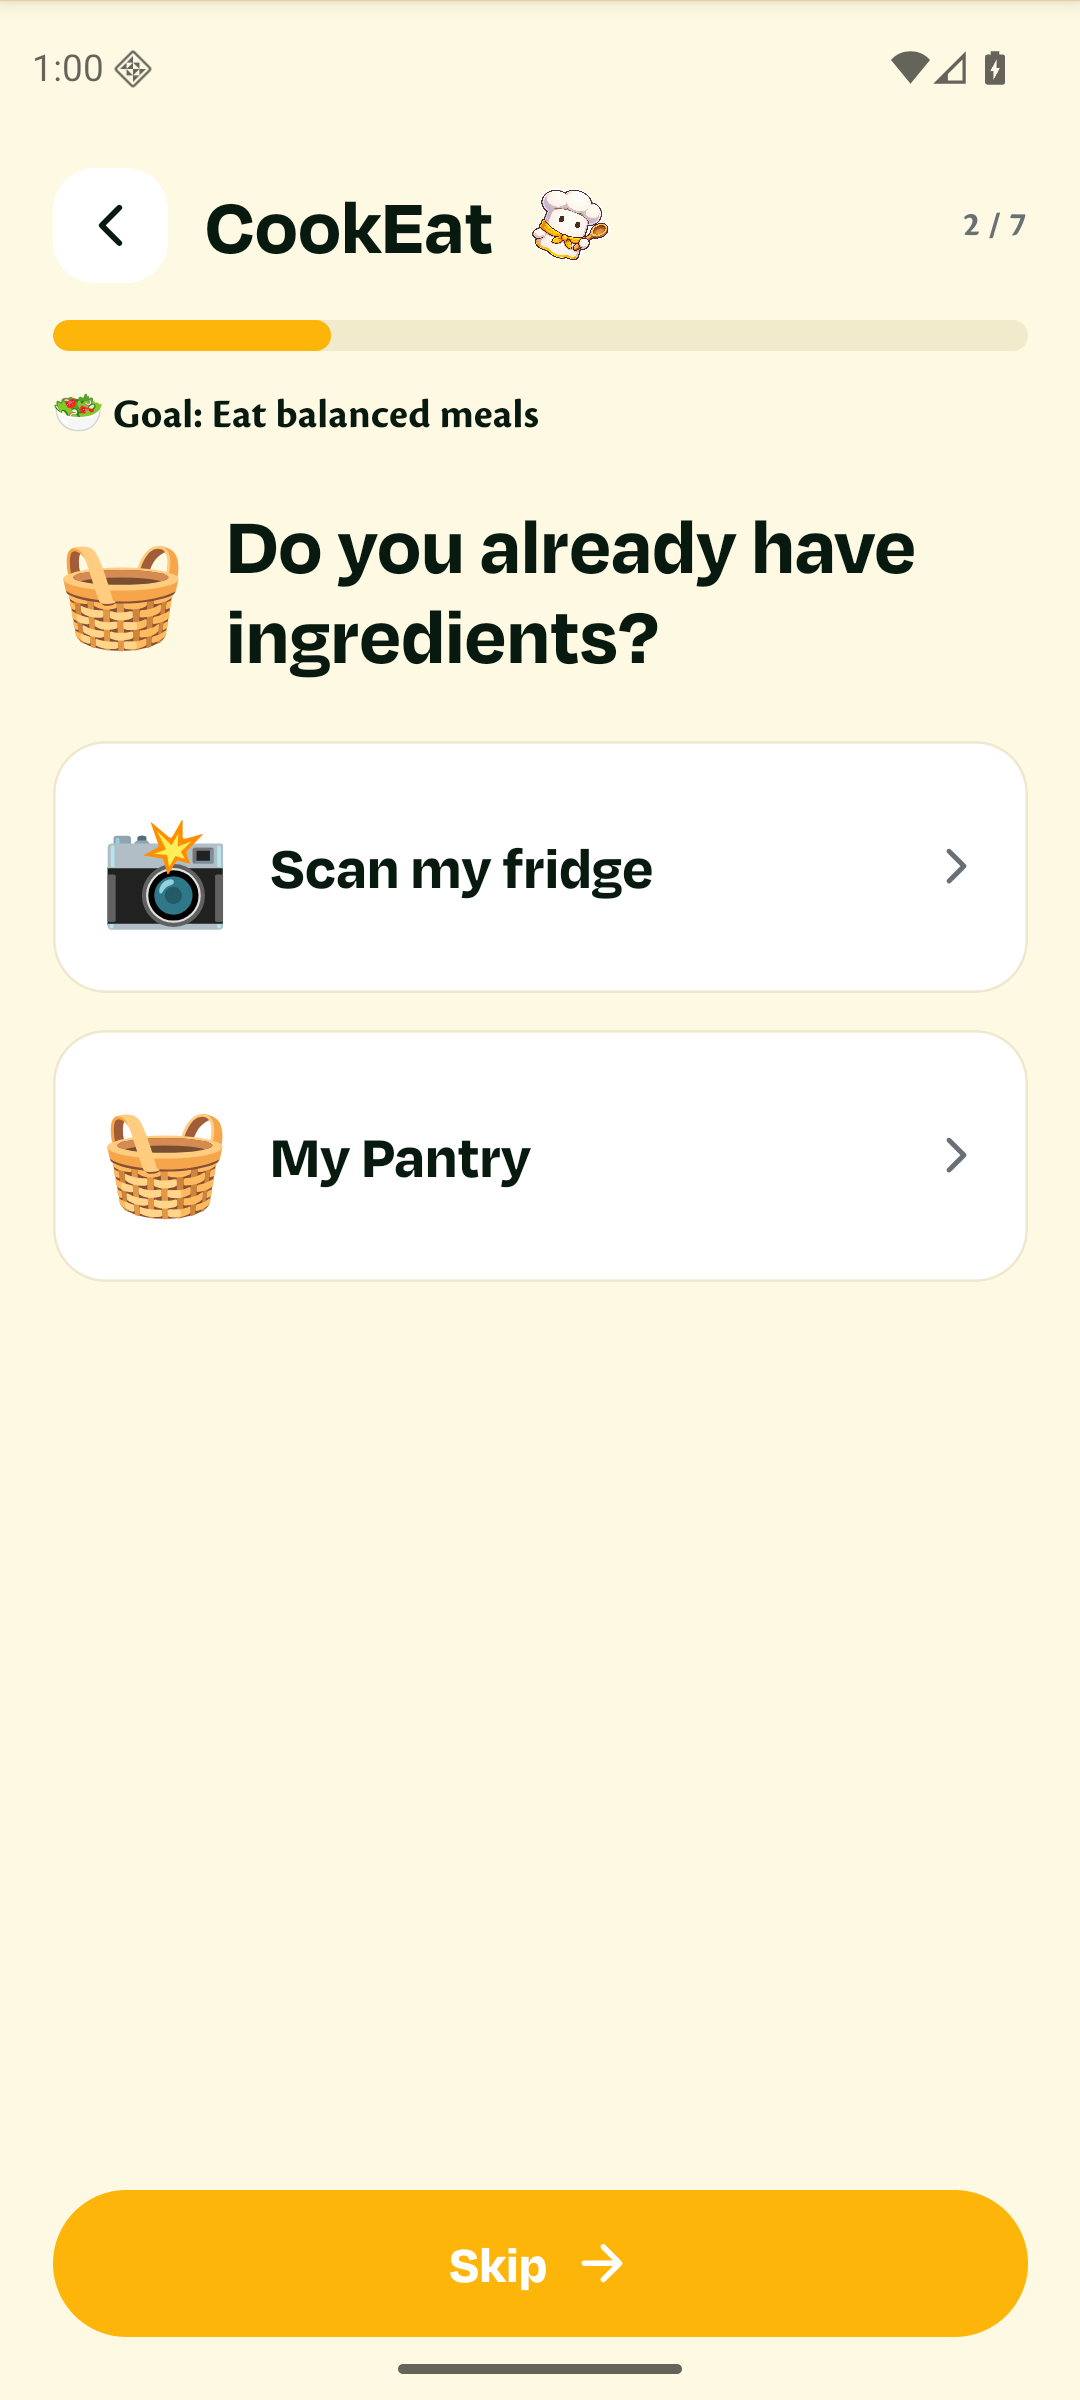 1:00
CookEat
2 / 7
Goal: Eat balanced meals
Do you already have
ingredients?
Scan my fridge
My Pantry
Skip